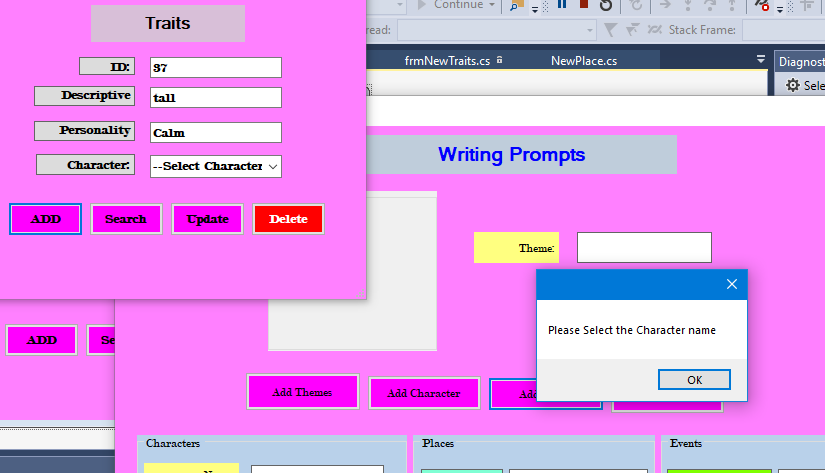 Continue
Traits
read:
Stack Frame:
frmNewTraits.cs
NewPlace.cs
Diagnost
ID:
37
Sele
Descriptive
tall
Personality
Calm
Writing Prompts
Character:
--Select Character
ADD
Search
Update
Delete
Theme:
Please Select the Character name
ADD
Se
OK
Add Themes
Add Character
Ad
Characters
Places
Events